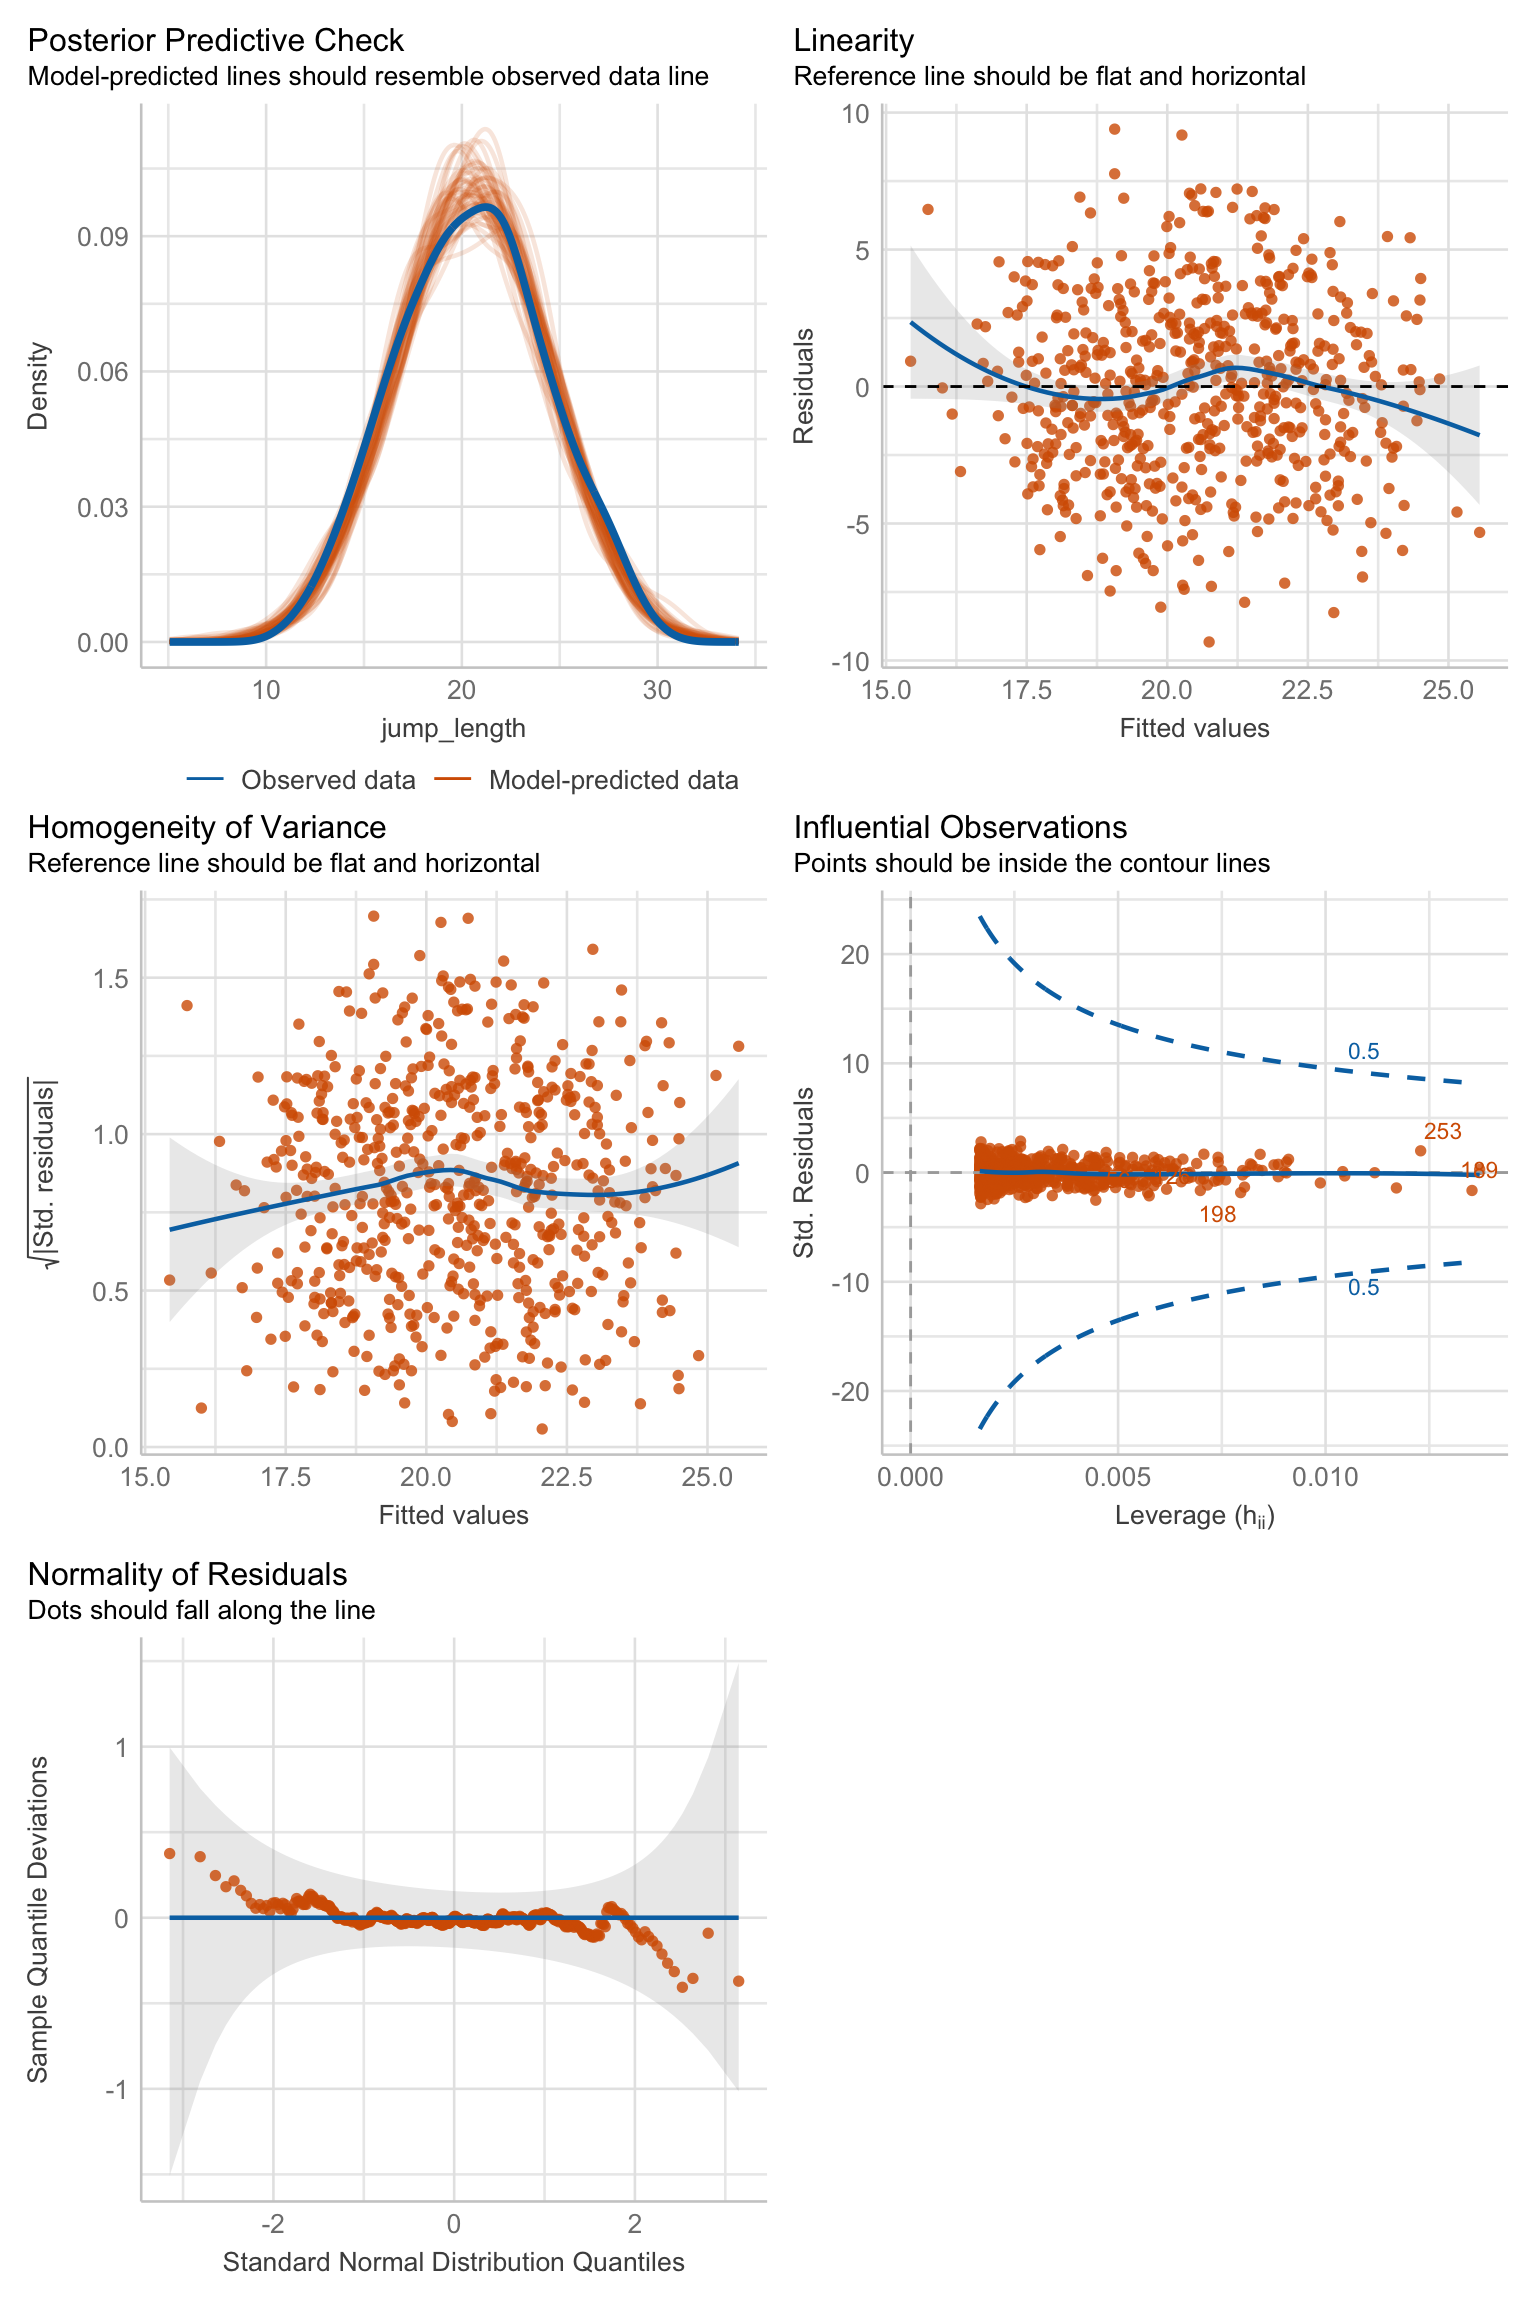 Posterior Predictive Check
Model-predicted lines should resemble observed data line
Density
0.09
0.06
0.03
0.00
10
20
30
jump_length
Observed data
Model-predicted data
Linearity
Reference line should be flat and horizontal
Residuals
10
5
0
-5
-10
15.0
17.5
20.0
22.5
25.0
Fitted values
Homogeneity of Variance
Reference line should be flat and horizontal
√|Std. residuals|
1.5
1.0
0.5
0.0
15.0
17.5
20.0
22.5
25.0
Fitted values
Influential Observations
Points should be inside the contour lines
Std. Residuals
20
10
0
-10
-20
0.5
253
198
0.5
0.000
0.005
0.010
Leverage (hii)
Normality of Residuals
Dots should fall along the line
Sample Quantile Deviations
1
0
-1
-2
0
2
Standard Normal Distribution Quantiles